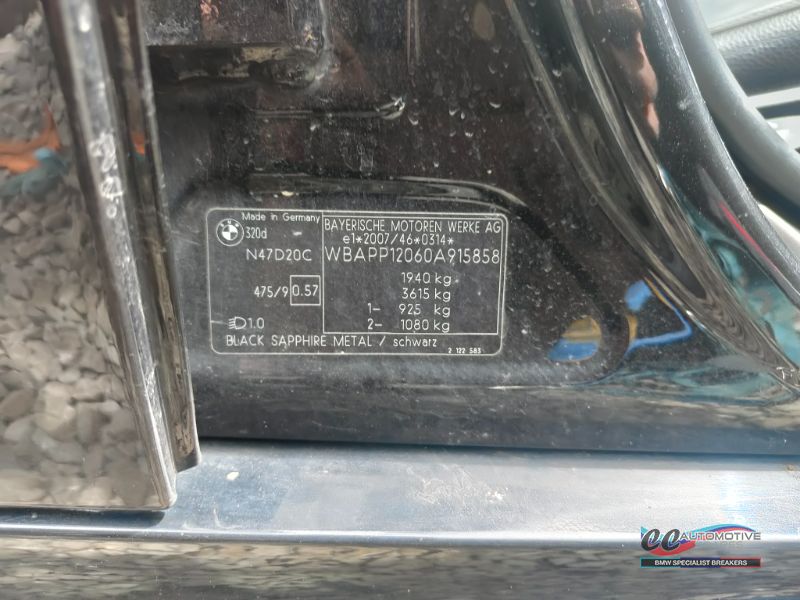 Made in Germany
320d
N47D20C
475/9 0.57
1.0
BAYERISCHE MOTOREN WERKE AG
e1*2007/46*0314*
WBAPP12060A915858
1940 kg
3615 kg
1- 925 kg
2- 1080 kg
BLACK SAPPHIRE METAL / schwarz
2 122 583
CC AUTOMOTIVE
BMW SPECIALIST BREAKERS